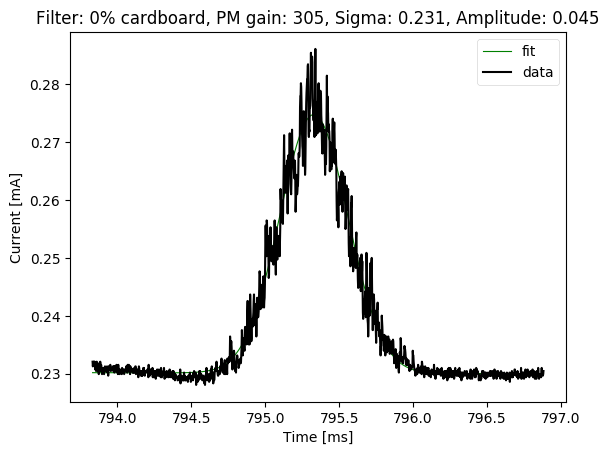 Filter: 0% cardboard, PM gain: 305, Sigma: 0.231, Amplitude: 0.045
fit
data
0.28
0.27
0.26
0.25
0.24
0.23
Current [mA]
794.0 794.5 795.0 795.5 796.0 796.5 797.0
Time [ms]